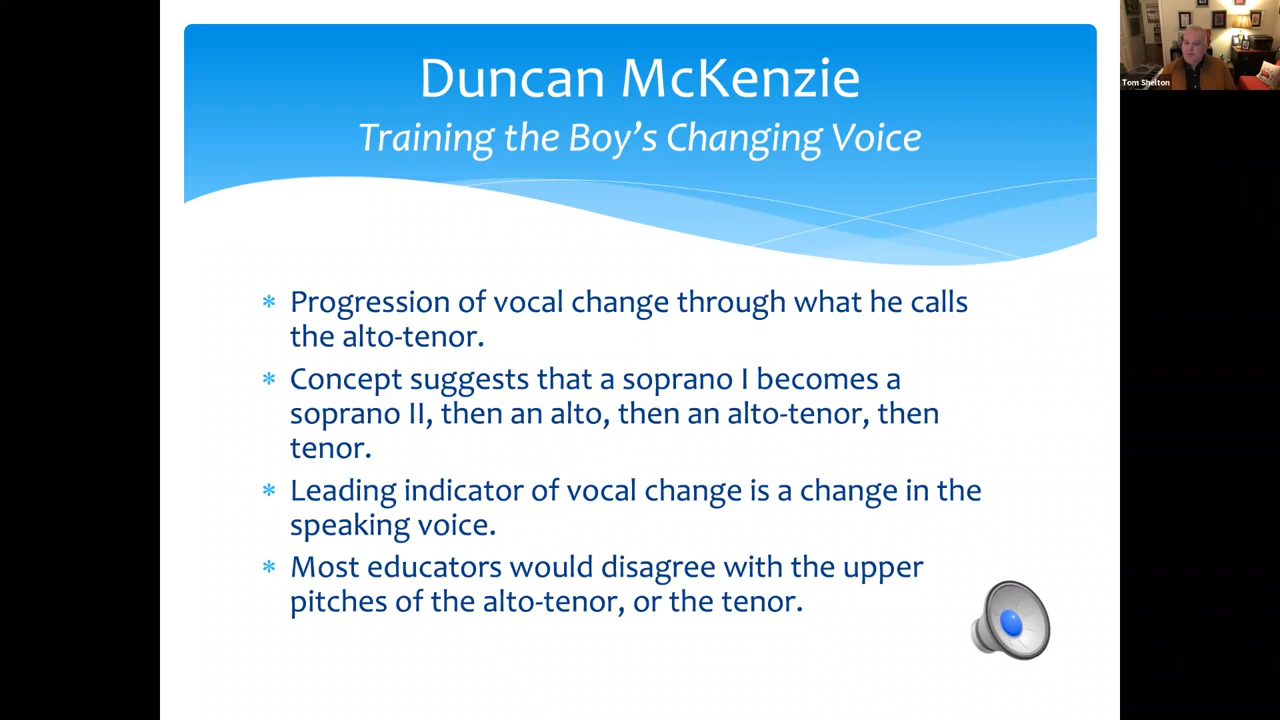 Duncan McKenzie
Training the Boy's Changing Voice
Tom Shelton
* Progression of vocal change through what he calls
the alto-tenor.
* Concept suggests that a soprano I becomes a
soprano II, then an alto, then an alto-tenor, then
tenor.
* Leading indicator of vocal change is a change in the
speaking voice.
* Most educators would disagree with the upper
pitches of the alto-tenor, or the tenor.